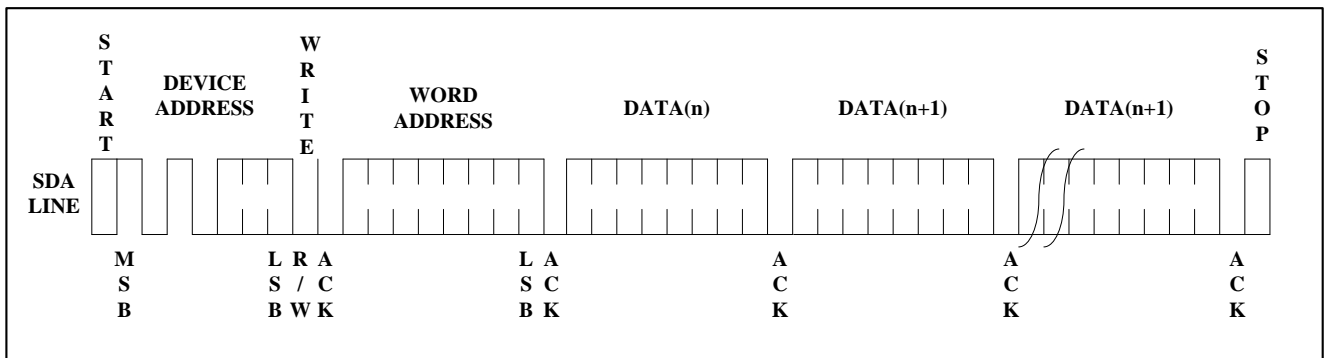 START
DEVICE
ADDRESS
WRITE
WORD
ADDRESS
DATA(n)
DATA(n+1)
DATA(n+1)
STOP
SDA
LINE
MSB
LSB
R/W
ACK
LSB
ACK
ACK
ACK
ACK